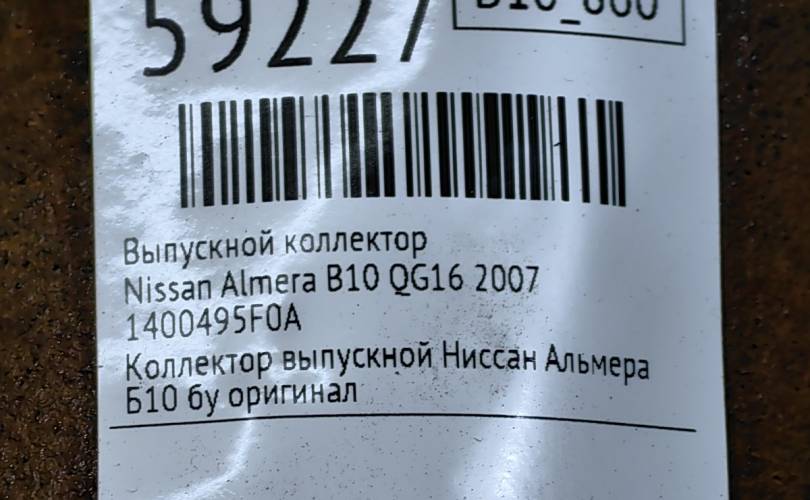 59227
Выпускной коллектор
Nissan Almera B10 QG16 2007
1400495F0A
Коллектор выпускной Ниссан Альмера
Б10 бу оригинал